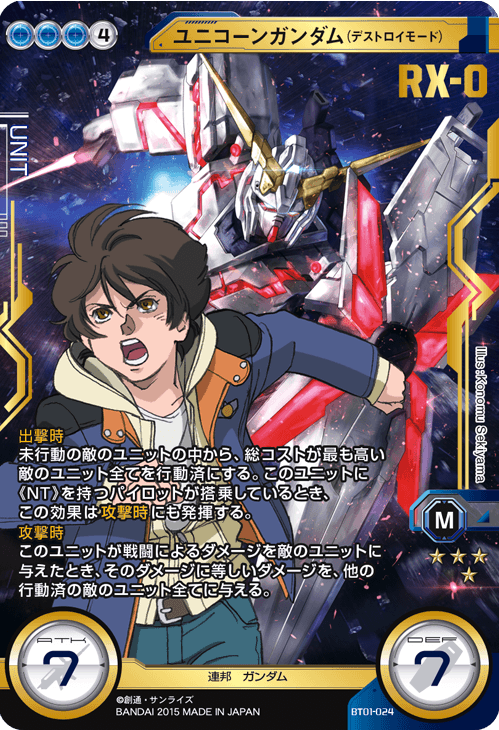 4
ユニコーンガンダム(デストロイモード)
RX-0
UNIT
Illus:Konomu Sekiyama
出撃時
未行動の敵のユニットの中から、総コストが最も高い
敵のユニット全てを行動済にする。このユニットに
《NT》を持つパイロットが搭乗しているとき、
この効果は攻撃時にも発揮する。
攻撃時
このユニットが戦闘によるダメージを敵のユニットに
与えたとき、そのダメージに等しいダメージを、他の
行動済の敵のユニット全てに与える。
M
ATK
7
DEF
7
連邦 ガンダム
©創通・サンライズ
BANDAI 2015 MADE IN JAPAN
BT01-024